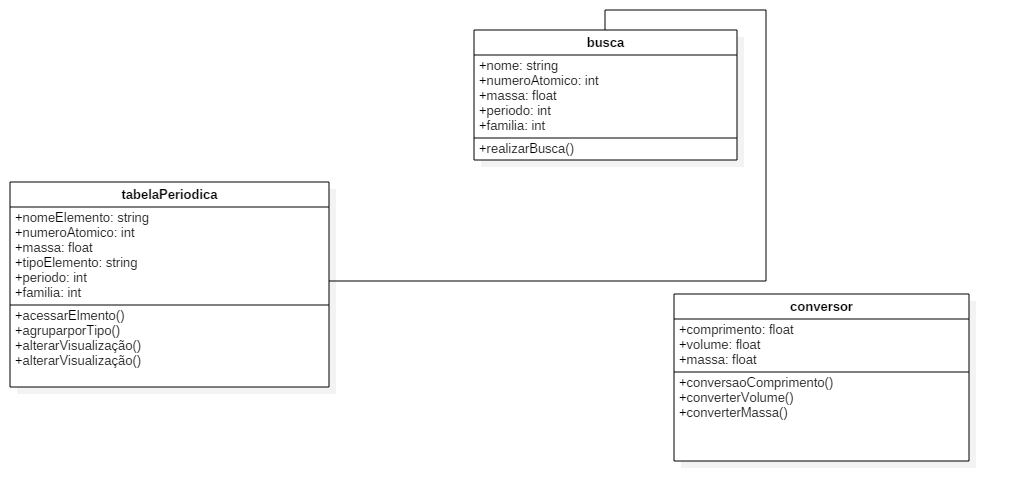 busca
+nome: string
+numeroAtomico: int
+massa: float
+periodo: int
+familia: int
+realizarBusca()
tabelaPeriodica
+nomeElemento: string
+numeroAtomico: int
+massa: float
+tipoElemento: string
+periodo: int
+familia: int
+acessarElmento()
+agruparporTipo()
+alterarVisualização()
+alterarVisualização()
conversor
+comprimento: float
+volume: float
+massa: float
+conversaoComprimento()
+converterVolume()
+converterMassa()